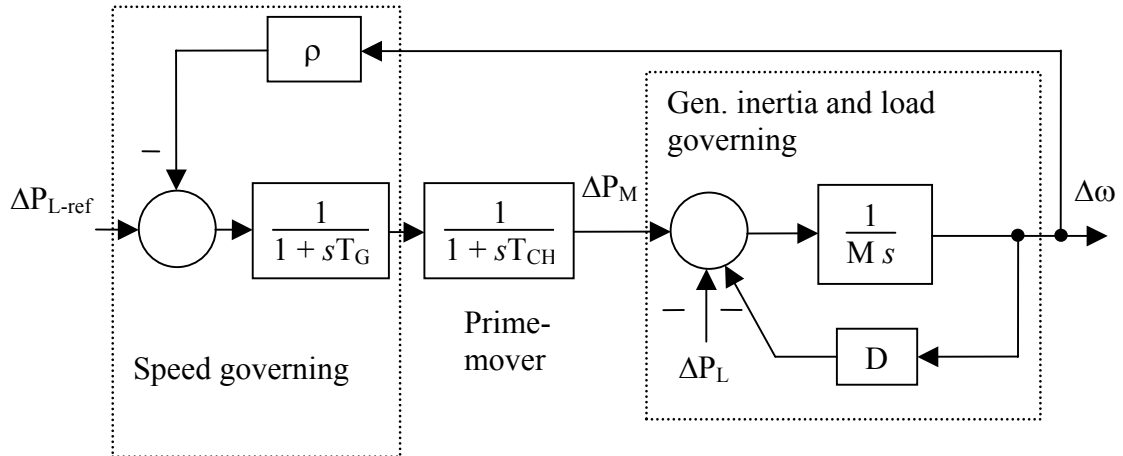 ρ
Gen. inertia and load
governing
−
ΔP_L-ref
ΔP_M
Δω
1
1 + sT_G
1
1 + sT_CH
1
M s
− −
Prime-
mover
ΔP_L
D
Speed governing